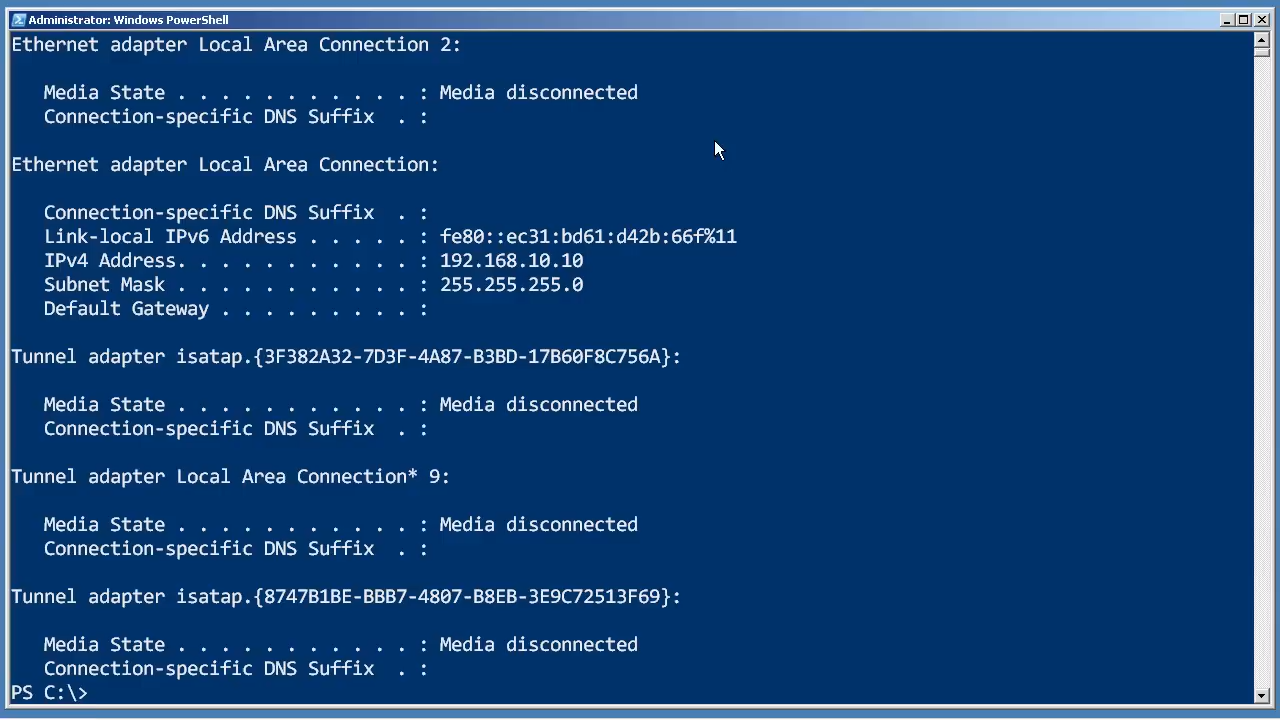 Administrator: Windows PowerShell
Ethernet adapter Local Area Connection 2:
   Media State . . . . . . . . . . . : Media disconnected
   Connection-specific DNS Suffix  . :
Ethernet adapter Local Area Connection:
   Connection-specific DNS Suffix  . :
   Link-local IPv6 Address . . . . . : fe80::ec31:bd61:d42b:66f%11
   IPv4 Address. . . . . . . . . . . : 192.168.10.10
   Subnet Mask . . . . . . . . . . . : 255.255.255.0
   Default Gateway . . . . . . . . . :
Tunnel adapter isatap.{3F382A32-7D3F-4A87-B3BD-17B60F8C756A}:
   Media State . . . . . . . . . . . : Media disconnected
   Connection-specific DNS Suffix  . :
Tunnel adapter Local Area Connection* 9:
   Media State . . . . . . . . . . . : Media disconnected
   Connection-specific DNS Suffix  . :
Tunnel adapter isatap.{8747B1BE-BBB7-4807-B8EB-3E9C72513F69}:
   Media State . . . . . . . . . . . : Media disconnected
   Connection-specific DNS Suffix  . :
PS C:\>